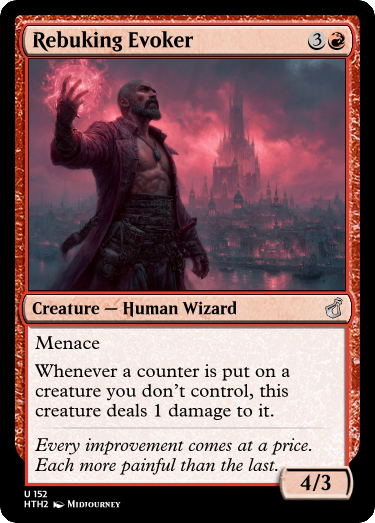 Rebuking Evoker 3
Creature — Human Wizard
Menace
Whenever a counter is put on a
creature you don't control, this
creature deals 1 damage to it.
Every improvement comes at a price.
Each more painful than the last.
4/3
U 152
HTH2 Midjourney